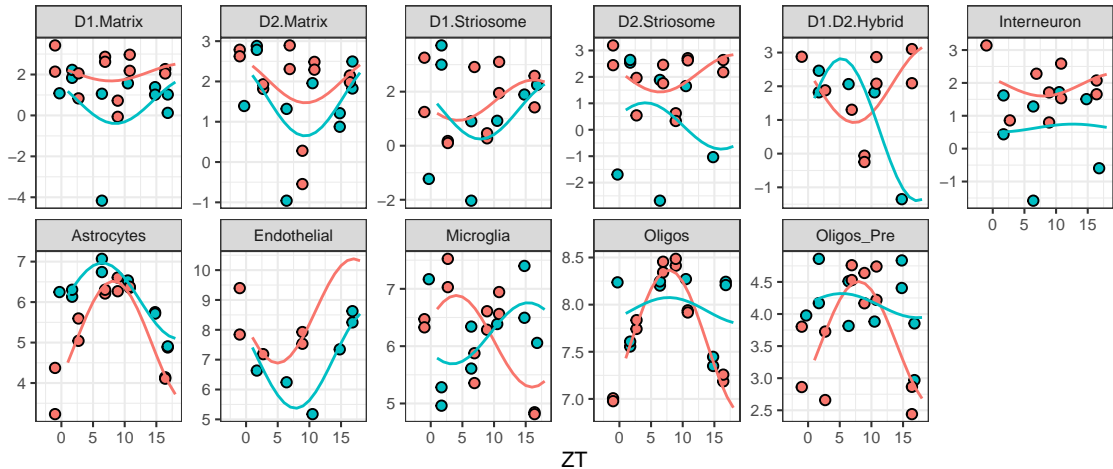 D1.Matrix D2.Matrix D1.Striosome D2.Striosome D1.D2.Hybrid Interneuron
4 2 0 −2 −4
3 2 1 0 −1
2 0 −2
3 2 1 0 −1 −2
3 2 1 0 −1
3 2 1 0 −1
0 5 10 15
Astrocytes Endothelial Microglia Oligos Oligos_Pre
7 6 5 4
10 9 8 7 6 5
7 6 5
8.5 8.0 7.5 7.0
4.5 4.0 3.5 3.0 2.5
0 5 10 15 0 5 10 15 0 5 10 15 0 5 10 15 0 5 10 15
ZT